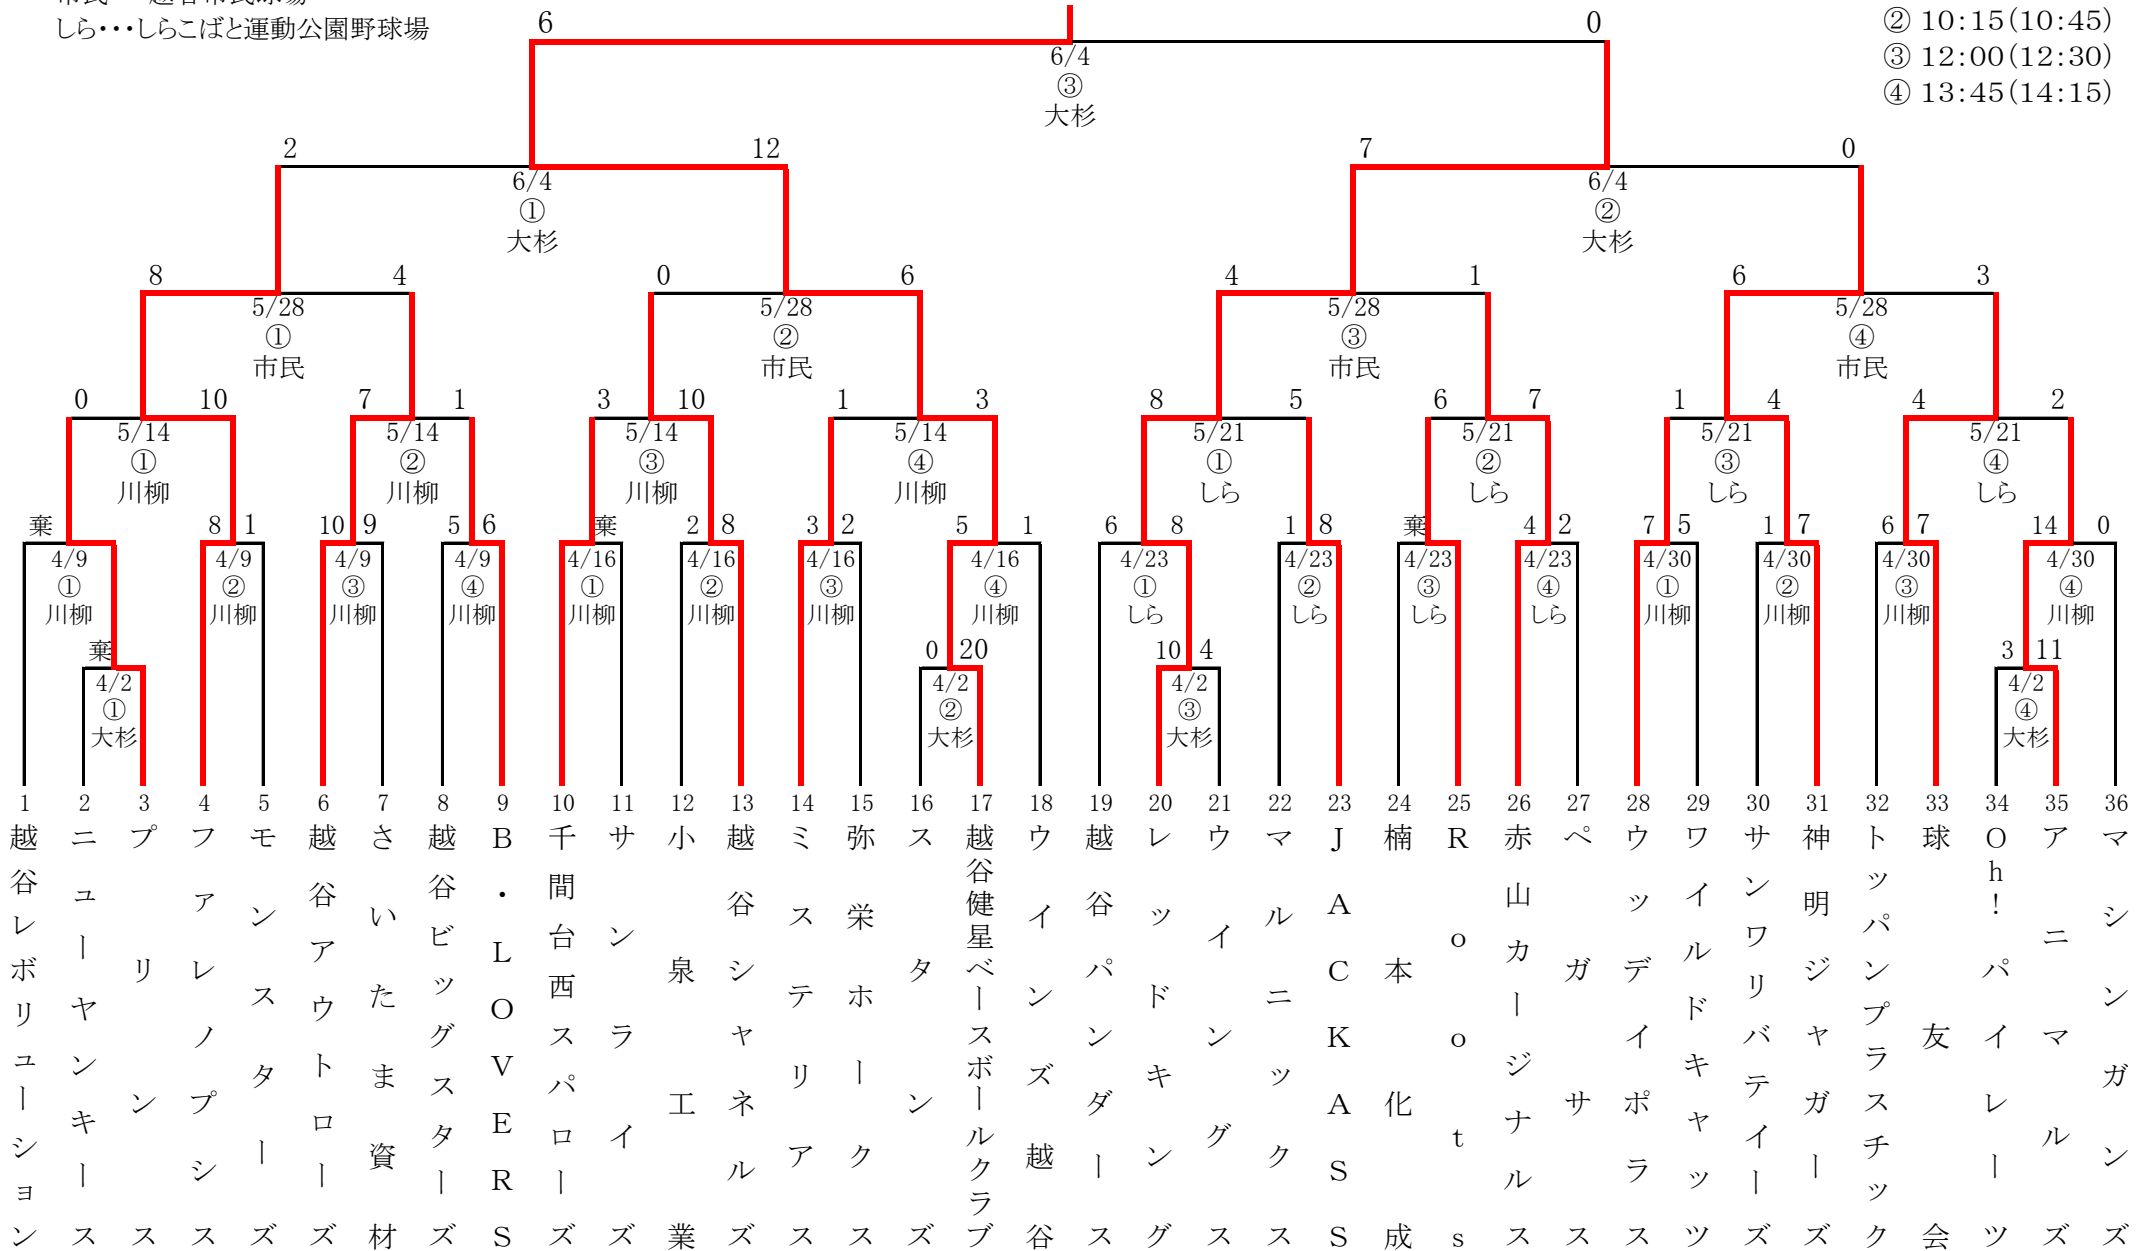 しら･･･しらこばと運動公園野球場
② 10:15(10:45)
③ 12:00(12:30)
④ 13:45(14:15)
6 0
6/4
③
大杉
2 12 7 0
6/4 6/4
① ②
大杉 大杉
8 4 0 6 4 1 6 3
5/28 5/28 5/28 5/28
① ② ③ ④
市民 市民 市民 市民
0 10 7 1 3 10 1 3 8 5 6 7 1 4 4 2
5/14 5/14 5/14 5/14 5/21 5/21 5/21 5/21
① ② ③ ④ ① ② ③ ④
川柳 川柳 川柳 川柳 しら しら しら しら
棄 8 1 10 9 5 6 棄 2 8 3 2 5 1 6 8 1 8 棄 4 2 7 5 1 7 6 7 14 0
4/9 4/9 4/9 4/9 4/16 4/16 4/16 4/16 4/23 4/23 4/23 4/23 4/30 4/30 4/30 4/30
① ② ③ ④ ① ② ③ ④ ① ② ③ ④ ① ② ③ ④
川柳 川柳 川柳 川柳 川柳 川柳 川柳 川柳 しら しら しら しら 川柳 川柳 川柳 川柳
棄 0 20 10 4 3 11
4/2 4/2 4/2 4/2
① ② ③ ④
大杉 大杉 大杉 大杉
1 越谷レボリューション
2 ニューヤンキース
3 プリンス
4 ファレノプシス
5 モンスターズ
6 越谷アウトローズ
7 さいたま資材
8 越谷ビッグスターズ
9 B・LOVERS
10 千間台西スパローズ
11 サンライズ
12 小泉工業
13 越谷シャネルズ
14 ミステリアス
15 弥栄ホークス
16 スタンズ
17 越谷健星ベースボールクラブ
18 ウインズ越谷
19 越谷パンダース
20 レッドキング
21 ウイングス
22 マルニックス
23 JACKASS
24 楠本化成
25 Roots
26 赤山カージナルス
27 ペガサス
28 ウッデイポラス
29 ワイルドキャッツ
30 サンワリバテイーズ
31 神明ジャガーズ
32 トッパンプラスチック
33 球友会
34 Oh!パイレーツ
35 アニマルズ
36 マシンガンズ